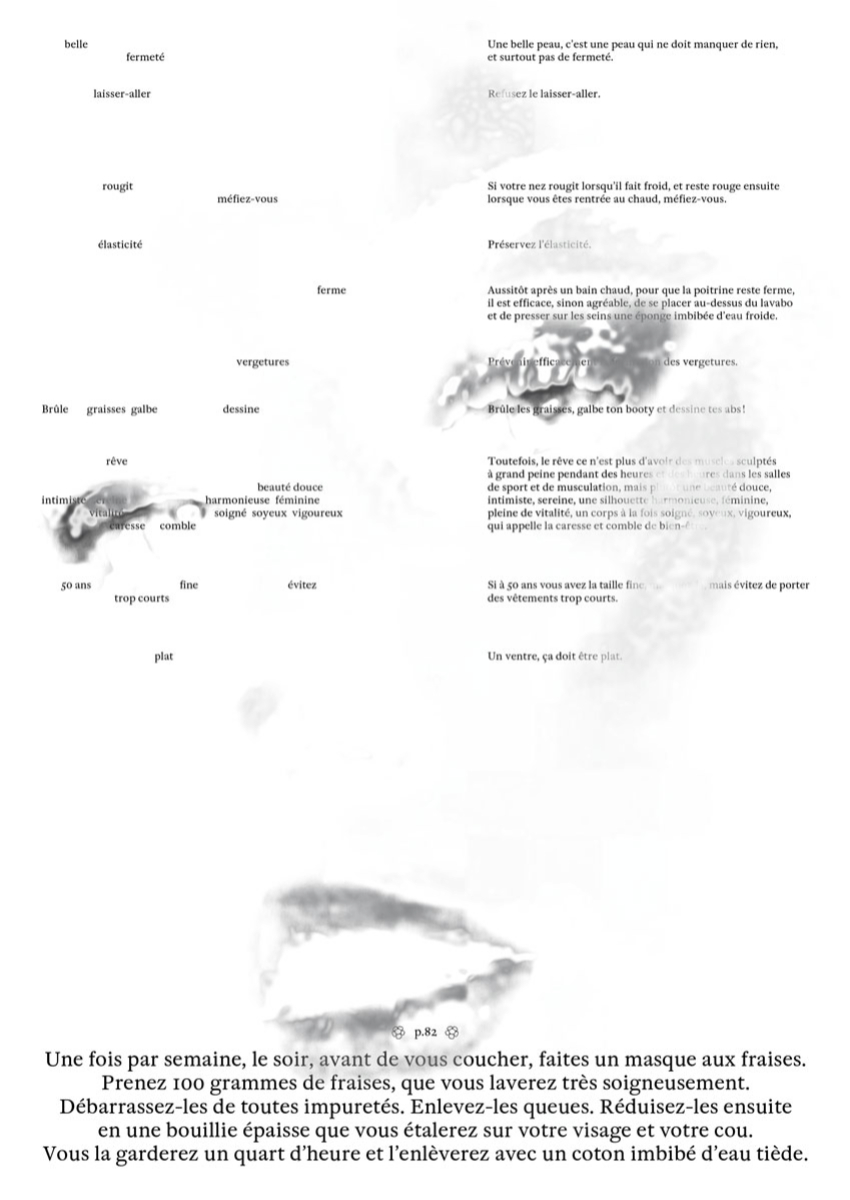 belle
fermeté
laisser-aller
rougit
méfiez-vous
élasticité
ferme
vergetures
Brûle graisses galbe dessine
rêve
beauté douce
intimiste harmonieuse féminine
vitalité soigné soyeux vigoureux
caresse comble
50 ans fine évitez
trop courts
plat
Une belle peau, c'est une peau qui ne doit manquer de rien,
et surtout pas de fermeté.
Refusez le laisser-aller.
Si votre nez rougit lorsqu'il fait froid, et reste rouge ensuite
lorsque vous êtes rentrée au chaud, méfiez-vous.
Préservez l'élasticité.
Aussitôt après un bain chaud, pour que la poitrine reste ferme,
il est efficace, sinon agréable, de se placer au-dessus du lavabo
et de presser sur les seins une éponge imbibée d'eau froide.
Prévenir efficacement des vergetures.
Brûle les graisses, galbe ton booty et dessine tes abs!
Toutefois, le rêve ce n'est plus d'avoir des muscles sculptés
à grand peine pendant des heures et des heures dans les salles
de sport et de musculation, mais une beauté douce,
intimiste, sereine, une silhouette harmonieuse, féminine,
pleine de vitalité, un corps à la fois soigné, soyeux, vigoureux,
qui appelle la caresse et comble de
Si à 50 ans vous avez la taille fine, mais évitez de porter
des vêtements trop courts.
Un ventre, ça doit être plat.
p.82
Une fois par semaine, le soir, avant de vous coucher, faites un masque aux fraises.
Prenez 100 grammes de fraises, que vous laverez très soigneusement.
Débarrassez-les de toutes impuretés. Enlevez-les queues. Réduisez-les ensuite
en une bouillie épaisse que vous étalerez sur votre visage et votre cou.
Vous la garderez un quart d'heure et l'enlèverez avec un coton imbibé d'eau tiède.